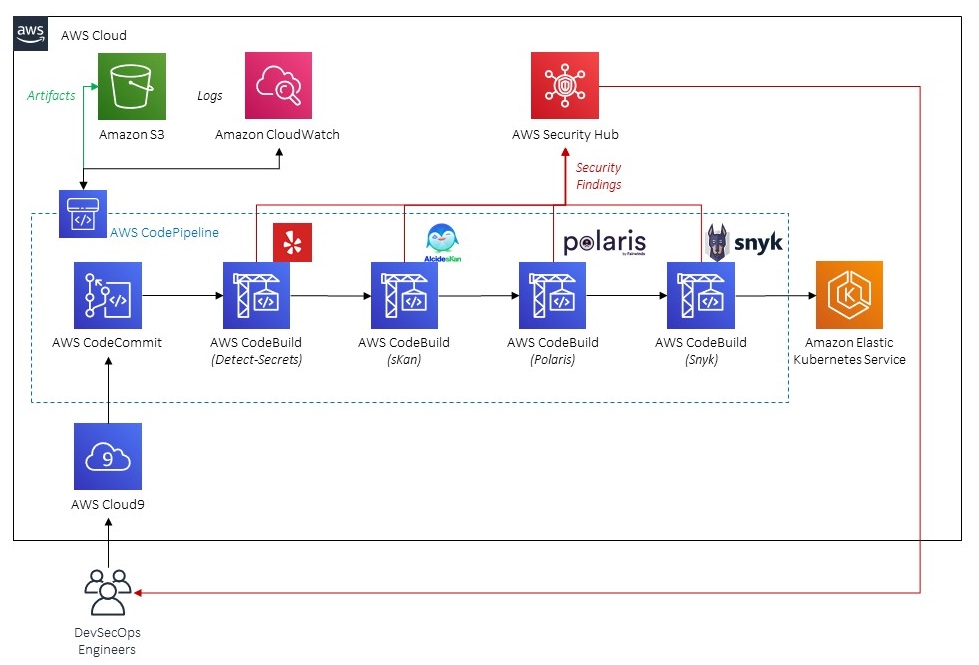 aws
AWS Cloud
Artifacts
Logs
Amazon S3
Amazon CloudWatch
AWS Security Hub
Security
Findings
AWS CodePipeline
AlcidesKan
polaris
by Fairwinds
snyk
AWS CodeCommit
AWS CodeBuild
(Detect-Secrets)
AWS CodeBuild
(sKan)
AWS CodeBuild
(Polaris)
AWS CodeBuild
(Snyk)
K
Amazon Elastic
Kubernetes Service
9
AWS Cloud9
DevSecOps
Engineers